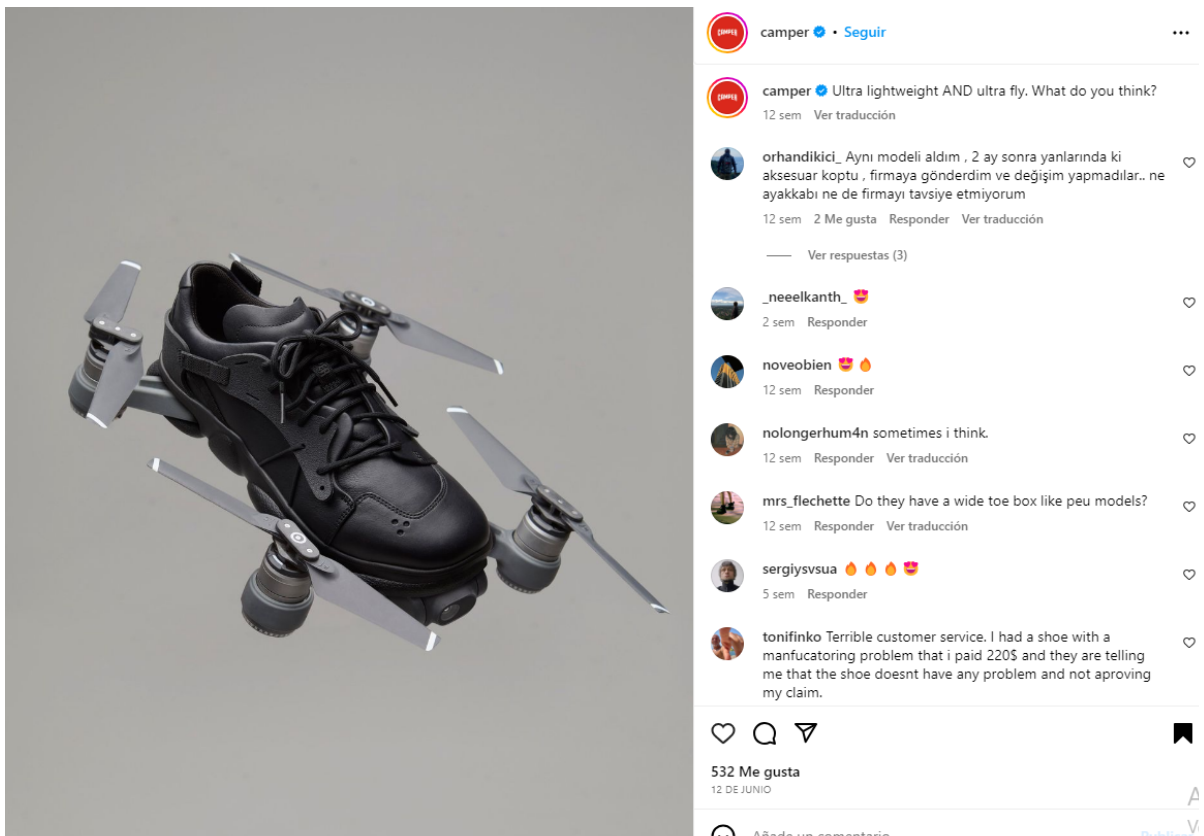 CAMPER
camper • Seguir
CAMPER
camper Ultra lightweight AND ultra fly. What do you think?
12 sem Ver traducción
orhandikici_ Aynı modeli aldım , 2 ay sonra yanlarında ki
aksesuar koptu , firmaya gönderdim ve değişim yapmadılar.. ne
ayakkabı ne de firmayı tavsiye etmiyorum
12 sem 2 Me gusta Responder Ver traducción
Ver respuestas (3)
_neeelkanth_ 😍
2 sem Responder
noveobien 😍 🔥
12 sem Responder
nolongerhum4n sometimes i think.
12 sem Responder Ver traducción
mrs_flechette Do they have a wide toe box like peu models?
12 sem Responder Ver traducción
sergiysvsua 🔥 🔥 🔥 😍
5 sem Responder
tonifinko Terrible customer service. I had a shoe with a
manfucatoring problem that i paid 220$ and they are telling
me that the shoe doesnt have any problem and not aproving
my claim.
532 Me gusta
12 DE JUNIO
Añade un comentario